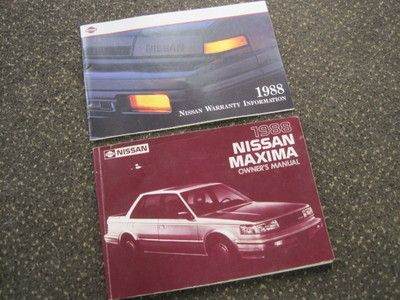 NISSAN
1988
NISSAN WARRANTY INFORMATION
NISSAN
1988
NISSAN
MAXIMA
OWNER'S MANUAL